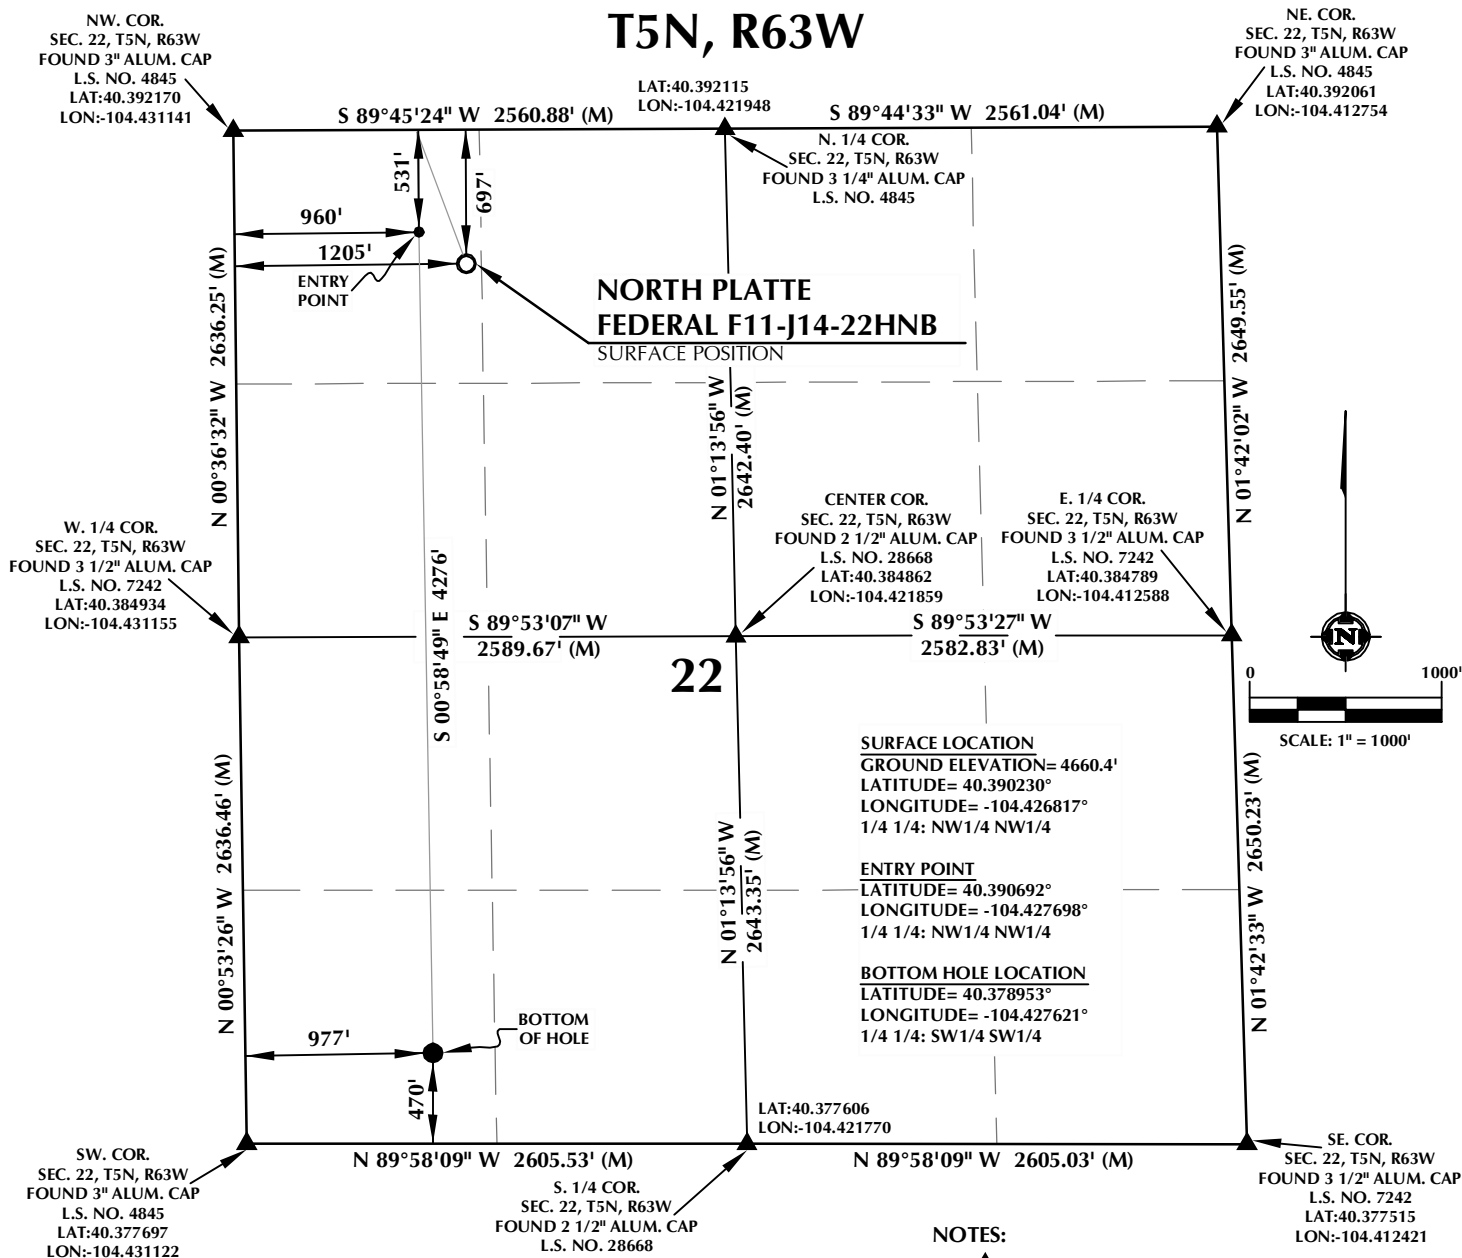 T5N, R63W
NW. COR.
SEC. 22, T5N, R63W
FOUND 3" ALUM. CAP
L.S. NO. 4845
LAT:40.392170
LON:-104.431141
LAT:40.392115
LON:-104.421948
NE. COR.
SEC. 22, T5N, R63W
FOUND 3" ALUM. CAP
L.S. NO. 4845
LAT:40.392061
LON:-104.412754
S 89°45'24" W 2560.88' (M)
S 89°44'33" W 2561.04' (M)
N. 1/4 COR.
SEC. 22, T5N, R63W
FOUND 3 1/4" ALUM. CAP
L.S. NO. 4845
531'
697'
960'
1205'
ENTRY
POINT
NORTH PLATTE
FEDERAL F11-J14-22HNB
SURFACE POSITION
N 00°36'32" W 2636.25' (M)
N 01°13'56" W
2642.40' (M)
N 01°42'02" W 2649.55' (M)
W. 1/4 COR.
SEC. 22, T5N, R63W
FOUND 3 1/2" ALUM. CAP
L.S. NO. 7242
LAT:40.384934
LON:-104.431155
CENTER COR.
SEC. 22, T5N, R63W
FOUND 2 1/2" ALUM. CAP
L.S. NO. 28668
LAT:40.384862
LON:-104.421859
E. 1/4 COR.
SEC. 22, T5N, R63W
FOUND 3 1/2" ALUM. CAP
L.S. NO. 7242
LAT:40.384789
LON:-104.412588
S 00°58'49" E 4276'
S 89°53'07" W
2589.67' (M)
S 89°53'27" W
2582.83' (M)
22
N
0 1000'
SCALE: 1" = 1000'
SURFACE LOCATION
GROUND ELEVATION= 4660.4'
LATITUDE= 40.390230°
LONGITUDE= -104.426817°
1/4 1/4: NW1/4 NW1/4
ENTRY POINT
LATITUDE= 40.390692°
LONGITUDE= -104.427698°
1/4 1/4: NW1/4 NW1/4
BOTTOM HOLE LOCATION
LATITUDE= 40.378953°
LONGITUDE= -104.427621°
1/4 1/4: SW1/4 SW1/4
N 00°53'26" W 2636.46' (M)
N 01°13'56" W
2643.35' (M)
N 01°42'33" W 2650.23' (M)
BOTTOM
OF HOLE
977'
470'
LAT:40.377606
LON:-104.421770
N 89°58'09" W 2605.53' (M)
N 89°58'09" W 2605.03' (M)
SW. COR.
SEC. 22, T5N, R63W
FOUND 3" ALUM. CAP
L.S. NO. 4845
LAT:40.377697
LON:-104.431122
S. 1/4 COR.
SEC. 22, T5N, R63W
FOUND 2 1/2" ALUM. CAP
L.S. NO. 28668
SE. COR.
SEC. 22, T5N, R63W
FOUND 3 1/2" ALUM. CAP
L.S. NO. 7242
LAT:40.377515
LON:-104.412421
NOTES: